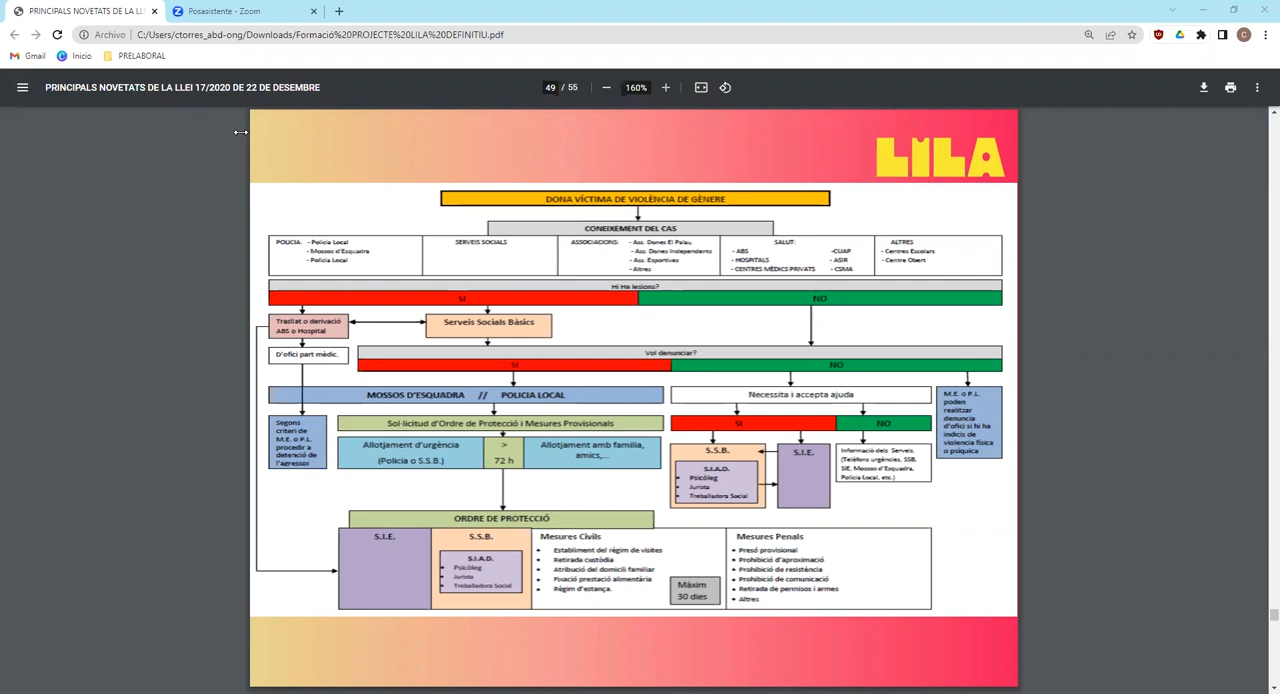 PRINCIPALS NOVETATS DE LA LLEI
Posasistente - Zoom
Archivo
C:/Users/ctorres_abd-ong/Downloads/Formació%20PROJECTE%20LILA%20DEFINITIU.pdf
C
Gmail
Inicio
PRELABORAL
PRINCIPALS NOVETATS DE LA LLEI 17/2020 DE 22 DE DESEMBRE
49 / 55
160%
LILA
DONA VÍCTIMA DE VIOLÈNCIA DE GÈNERE
CONEIXEMENT DEL CAS
POLICIA: - Policia Local
- Mossos d'Esquadra
- Policia Local
SERVEIS SOCIALS
ASSOCIACIONS: - Ass. Dones El Palau
- Ass. Dones Independents
- Ass. Esportives
- Altres
SALUT:
- ABS
-CUAP
-HOSPITALS
- ASIR
- CENTRES MÈDICS PRIVATS
- CSMA
ALTRES
- Centres Escolars
- Centre Obert
Hi Ha lesions?
SI
NO
Trasllat o derivació
ABS o Hospital
Serveis Socials Bàsics
D'ofici part mèdic.
Vol denunciar?
SI
NO
MOSSOS D'ESQUADRA // POLICIA LOCAL
Necessita i accepta ajuda
M.E. o P.L.
poden
realitzar
denuncia
d'ofici si hi ha
indicis de
violència física
o psíquica
Segons
criteri de
M.E. o P.L.
procedir a
detenció de
l'agressor
Sol·licitud d'Ordre de Protecció i Mesures Provisionals
SI
NO
Allotjament d'urgència
(Policia o S.S.B.)
>
72 h
Allotjament amb familia,
amics,...
S.S.B.
S.I.A.D.
Psicòleg
Jurista
Treballadora Social
S.I.E.
Informació dels Serveis.
(Telèfons urgències, SSB,
SIE, Mossos d'Esquadra,
Policia Local, etc.)
ORDRE DE PROTECCIÓ
S.I.E.
S.S.B.
S.I.A.D.
Psicòleg
Jurista
Treballadora Social
Mesures Civils
Establiment del règim de visites
Retirada custòdia
Atribució del domicili familiar
Fixació prestació alimentària
Règim d'estança.
Màxim
30 dies
Mesures Penals
Presó provisional
Prohibició d'aproximació
Prohibició de resistència
Prohibició de comunicació
Retirada de permisos i armes
Altres